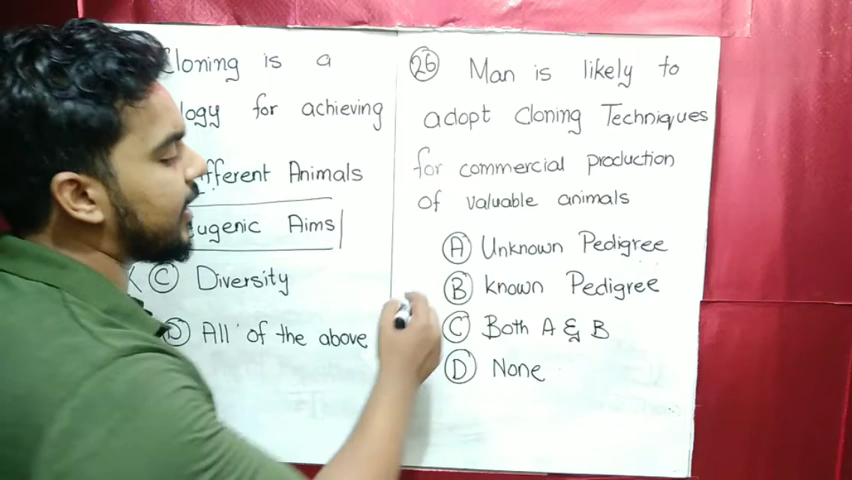 Cloning is a
logy for achieving
fferent Animals
ugenic Aims
C Diversity
D All of the above
26 Man is likely to
adopt Cloning Techniques
for commercial production
of valuable animals
A Unknown Pedigree
B known Pedigree
C Both A & B
D None